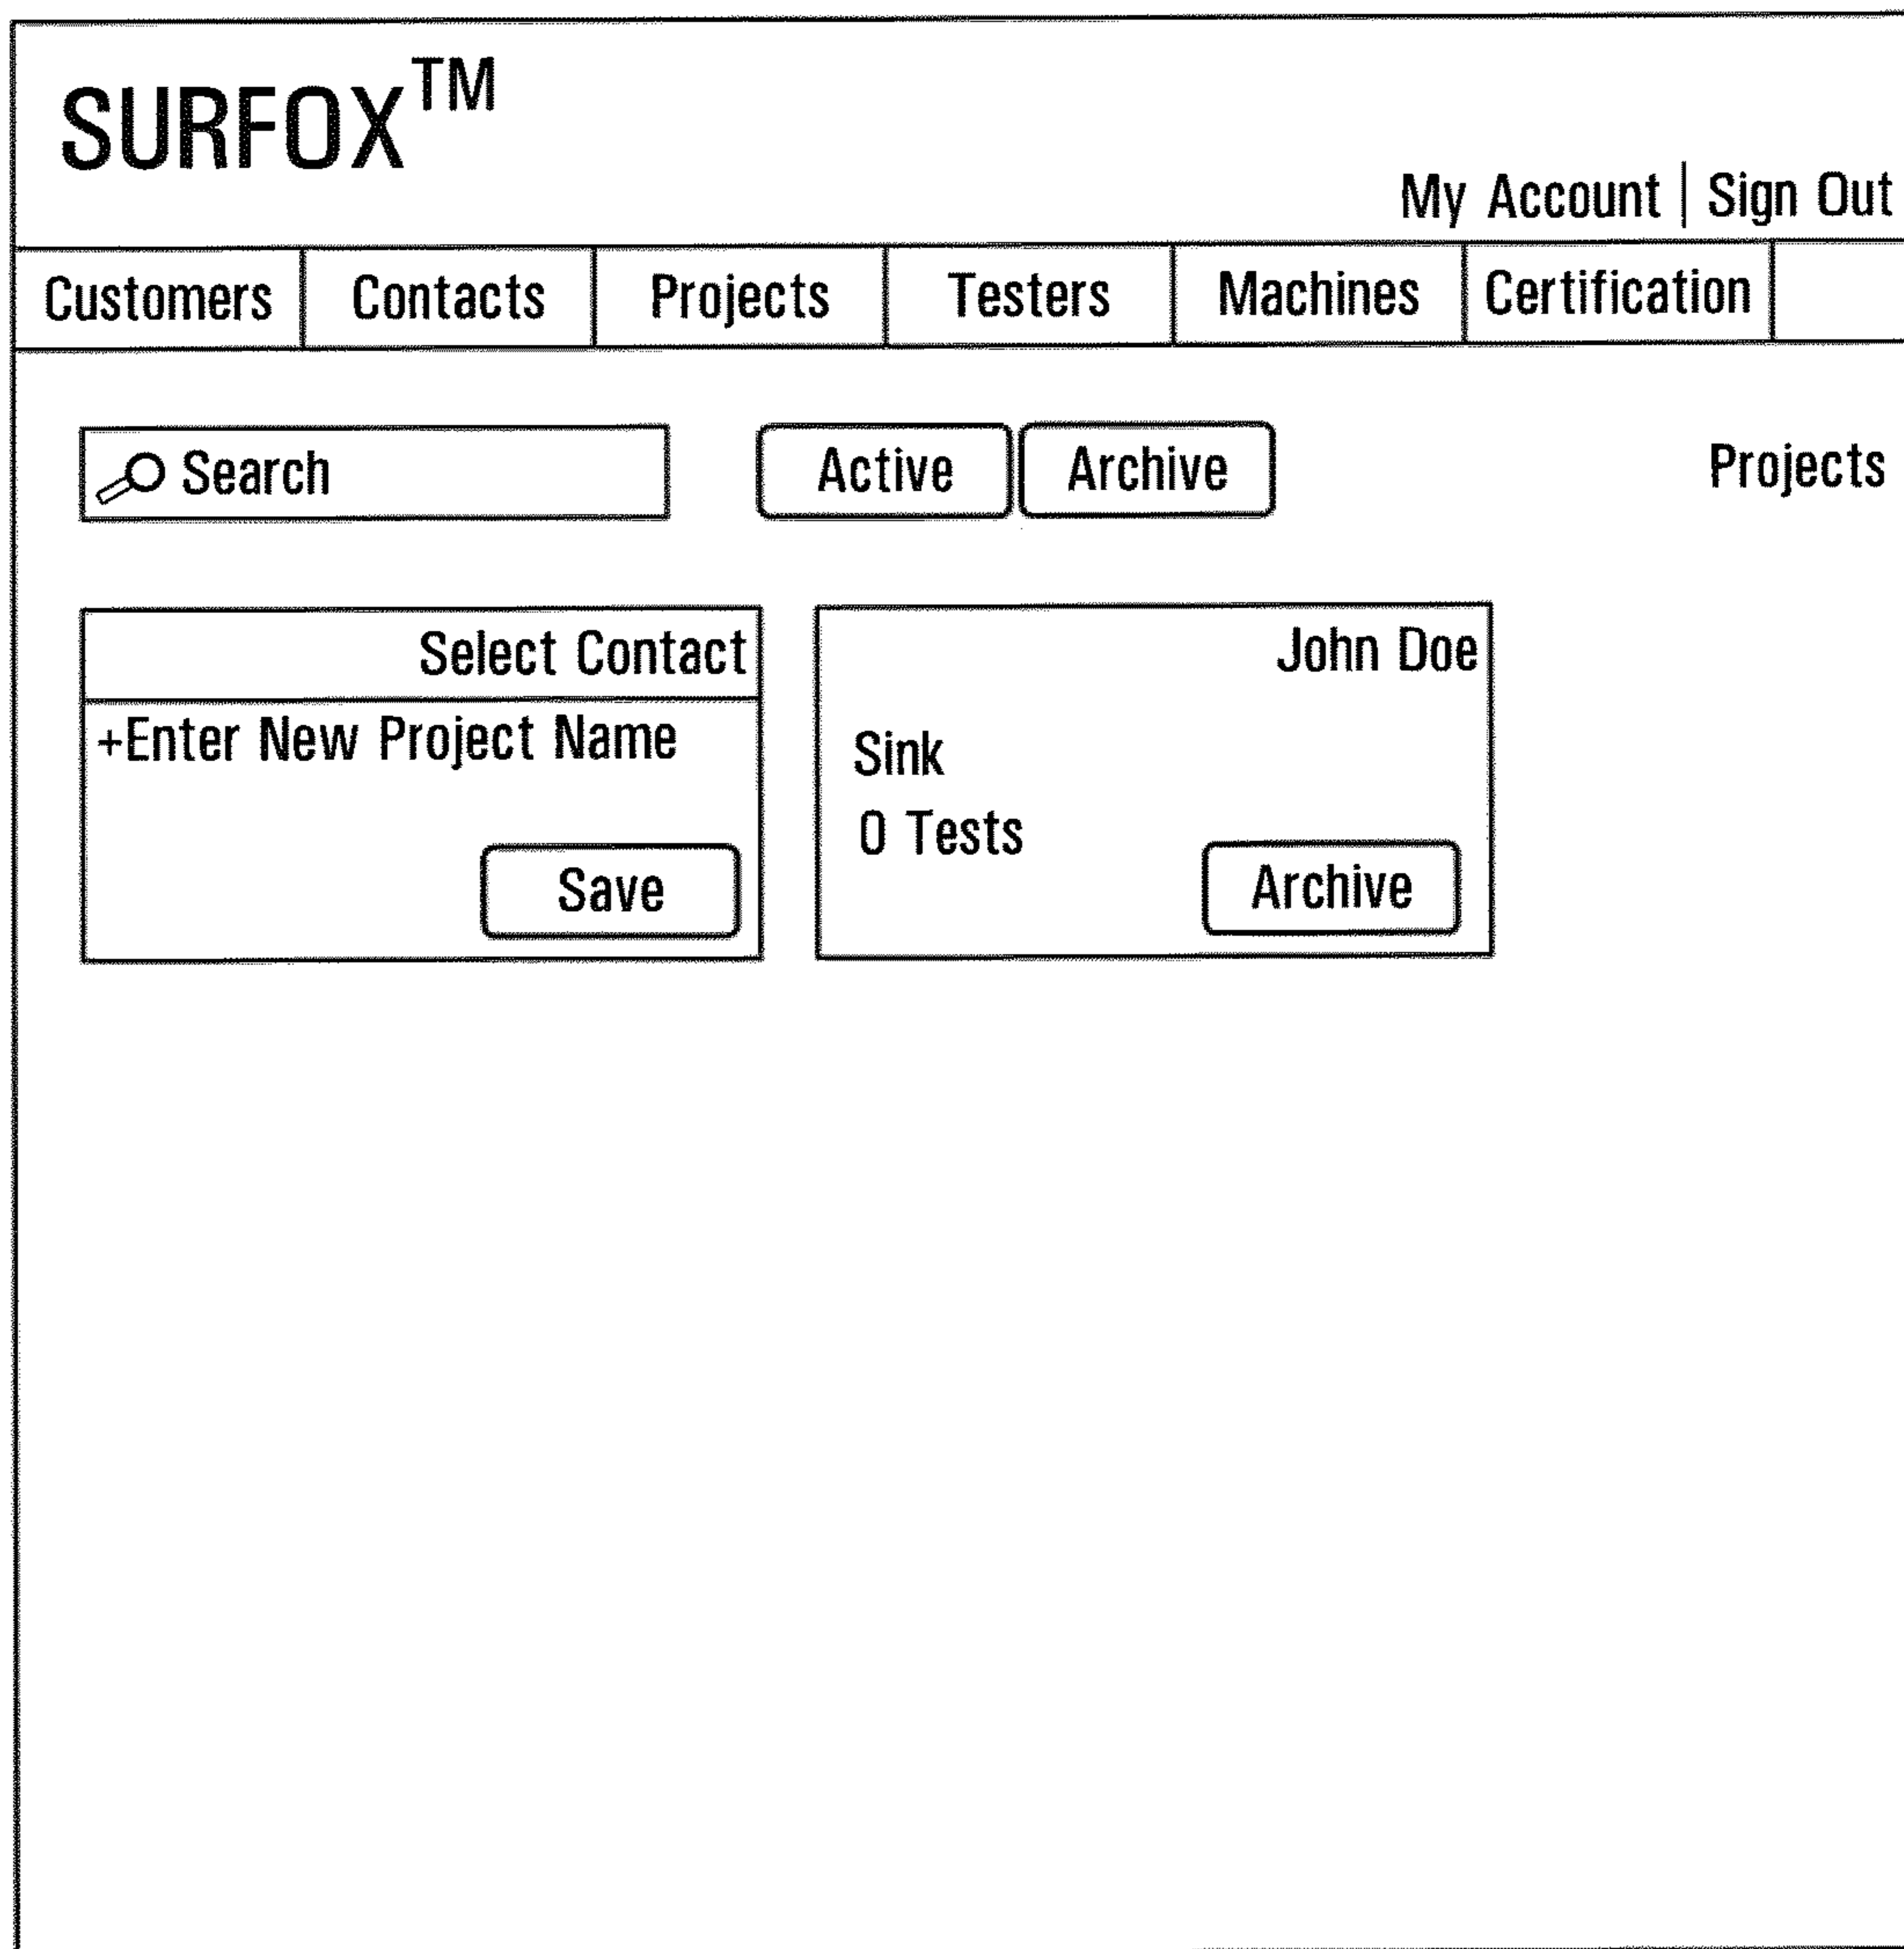 SURFOX™
My Account | Sign Out
Customers Contacts Projects Testers Machines Certification
Search Active Archive Projects
Select Contact
+Enter New Project Name
Save
John Doe
Sink
0 Tests
Archive